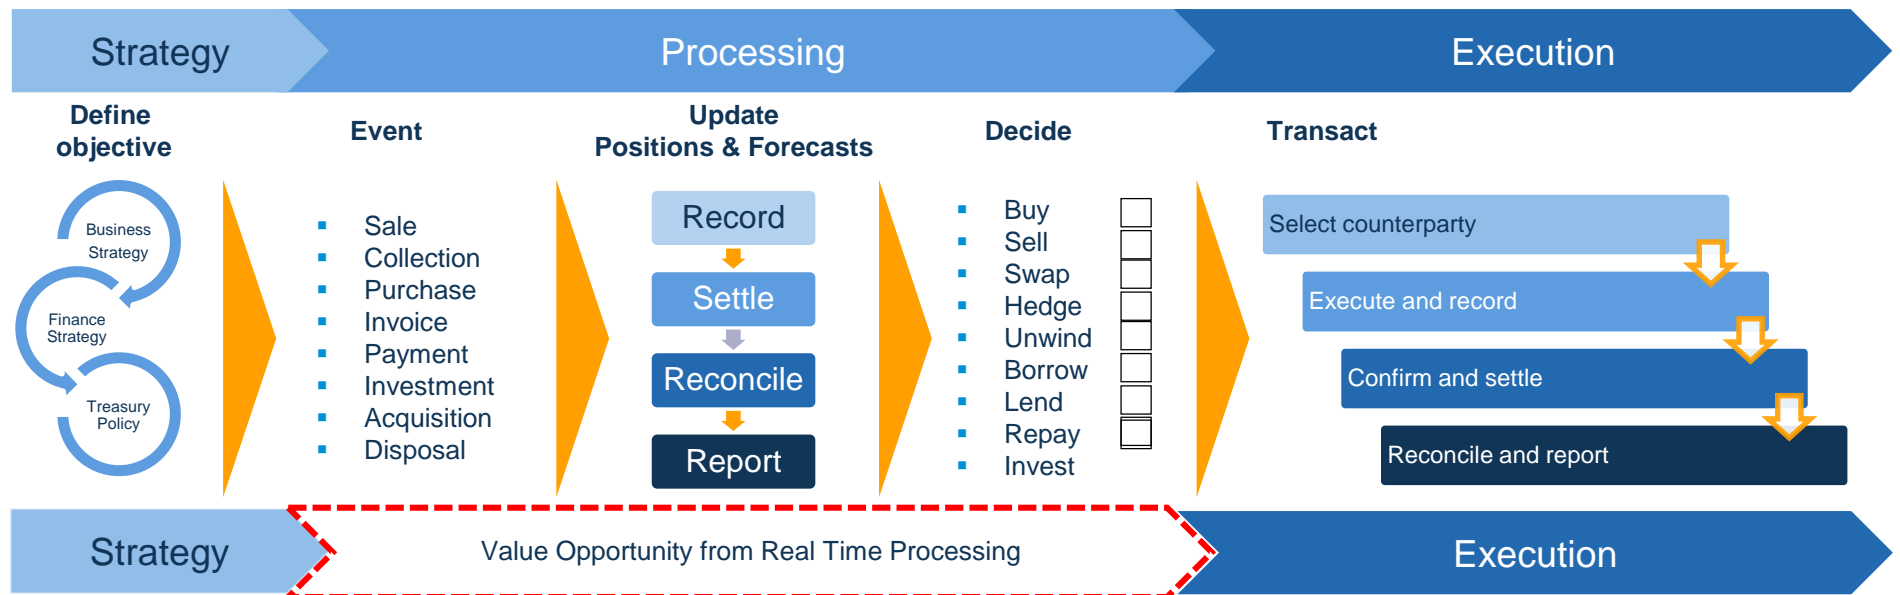 Strategy
Processing
Execution
Define
objective
Event
Update
Positions & Forecasts
Decide
Transact
Business
Strategy
Finance
Strategy
Treasury
Policy
Sale
Collection
Purchase
Invoice
Payment
Investment
Acquisition
Disposal
Record
Settle
Reconcile
Report
Buy
Sell
Swap
Hedge
Unwind
Borrow
Lend
Repay
Invest
Select counterparty
Execute and record
Confirm and settle
Reconcile and report
Strategy
Value Opportunity from Real Time Processing
Execution